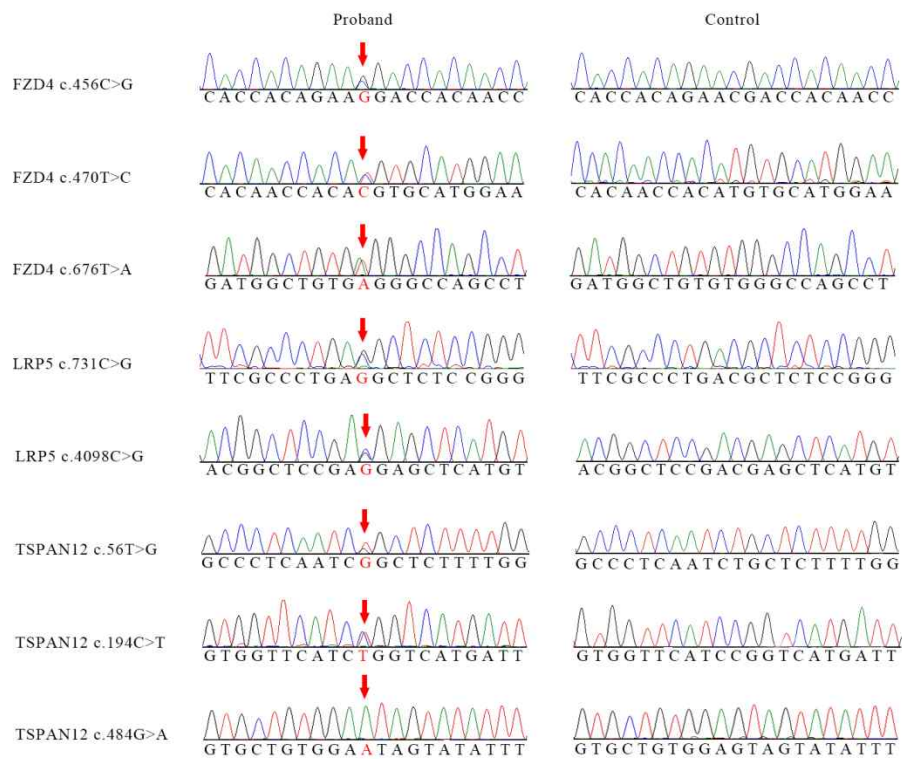 Proband Control
FZD4 c.456C>G
CACCACAGAAGGACCACAACC CACCACAGAACGACCACAACC
FZD4 c.470T>C
CACAACCACACGTGCATGGAA CACAACCACATGTGCATGGAA
FZD4 c.676T>A
GATGGCTGTGAGGGCCAGCCT GATGGCTGTGTGGGCCAGCCT
LRP5 c.731C>G
TTCGCCCTGAGGCTCTCCGGG TTCGCCCTGACGCTCTCCGGG
LRP5 c.4098C>G
ACGGCTCCGAGGAGCTCATGT ACGGCTCCGACGAGCTCATGT
TSPAN12 c.56T>G
GCCCTCAATCGGCTCTTTTGG GCCCTCAATCTGCTCTTTTGG
TSPAN12 c.194C>T
GTGGTTCATCTGGTCATGATT GTGGTTCATCCGGTCATGATT
TSPAN12 c.484G>A
GTGCTGTGGAATAGTATATTT GTGCTGTGGAGTAGTATATTT